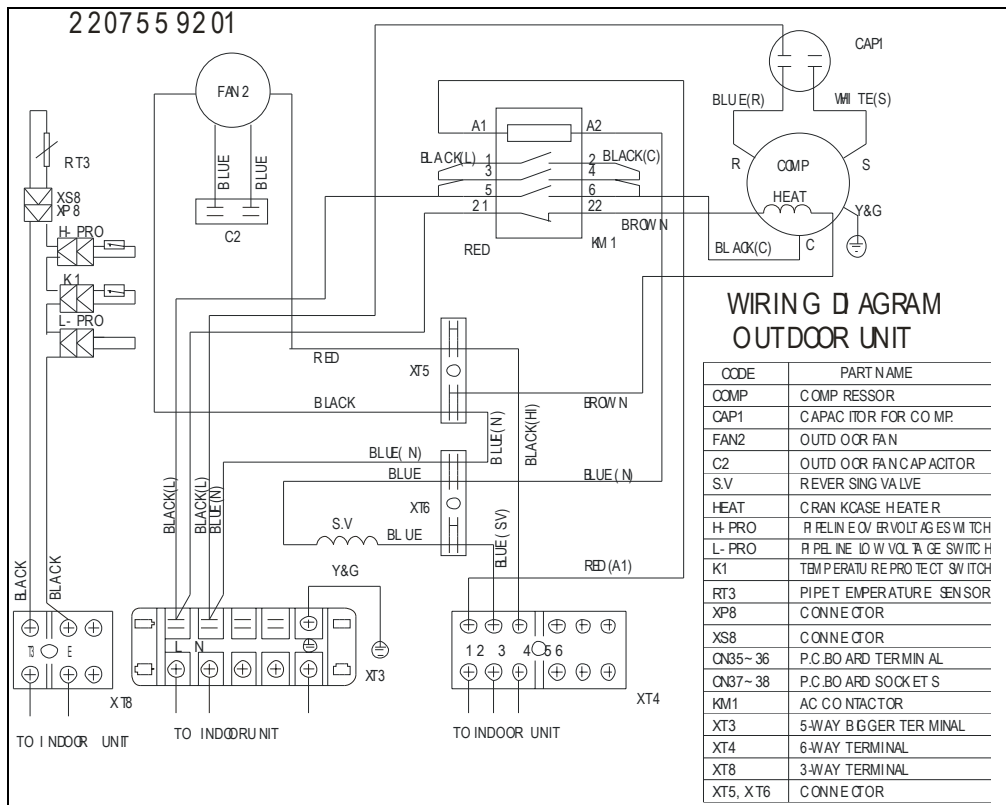 2207559201
CAP1
FAN2
BLUE(R)
WHITE(S)
A1
A2
RT3
BLACK(L)
1
2
BLACK(C)
3
4
R
COMP
S
BLUE
BLUE
5
6
HEAT
XS8
XP8
21
22
Y&G
H-PRO
C2
RED
KM1
BROWN
BLACK(C)
C
K1
L-PRO
WIRING DIAGRAM
OUTDOOR UNIT
RED
XT5
BLACK
BROWN
BLUE(N)
BLACK(HI)
BLUE(N)
BLUE
BLUE(N)
XT6
BLACK(L)
BLACK(L)
BLUE(N)
S.V
BLUE
BLUE(SV)
BLACK
BLACK
Y&G
RED(A1)
T3 E
L N
1 2 3 4 5 6
XT8
XT3
XT4
TO INDOOR UNIT
TO INDOORUNIT
TO INDOOR UNIT
CODE PART NAME
COMP COMPRESSOR
CAP1 CAPACITOR FOR COMP.
FAN2 OUTDOOR FAN
C2 OUTDOOR FAN CAPACITOR
S.V REVERSING VALVE
HEAT CRANKCASE HEATER
H-PRO PIPELINE OVERVOLTAGE SWITCH
L-PRO PIPELINE LOW VOLTAGE SWITCH
K1 TEMPERATURE PROTECT SWITCH
RT3 PIPE TEMPERATURE SENSOR
XP8 CONNECTOR
XS8 CONNECTOR
CN35~36 P.C.BOARD TERMINAL
CN37~38 P.C.BOARD SOCKETS
KM1 AC CONTACTOR
XT3 5-WAY BIGGER TERMINAL
XT4 6-WAY TERMINAL
XT8 3-WAY TERMINAL
XT5, XT6 CONNECTOR